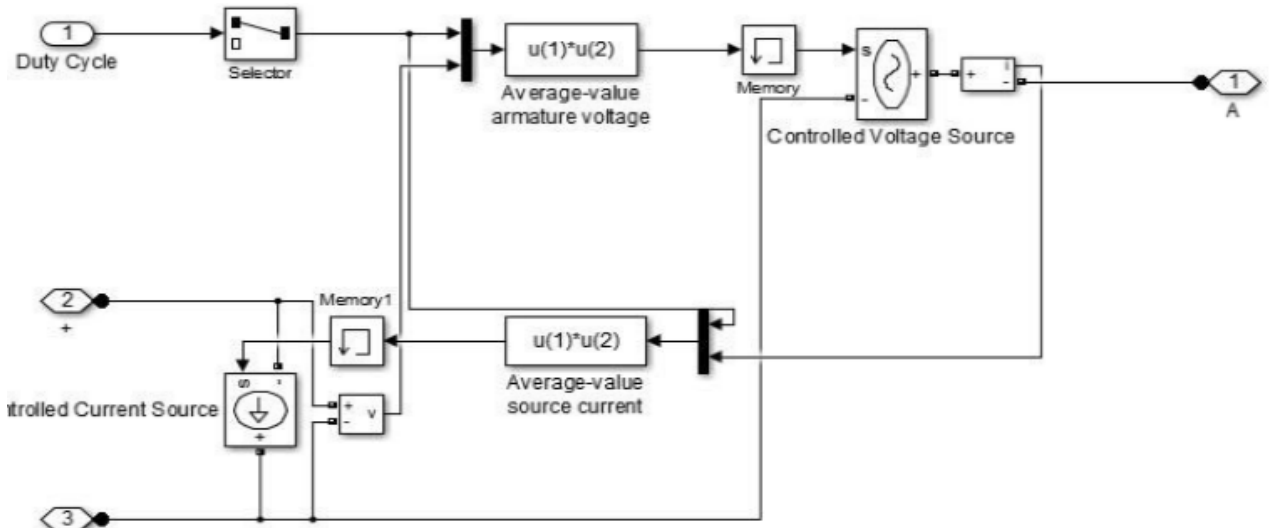 1
Duty Cycle
Selector
u(1)*u(2)
Average-value
armature voltage
Memory
s
+
-
Controlled Voltage Source
+
i
-
1
A
2
+
Memory1
u(1)*u(2)
Average-value
source current
s
-
+
ntrolled Current Source
+
-
v
3